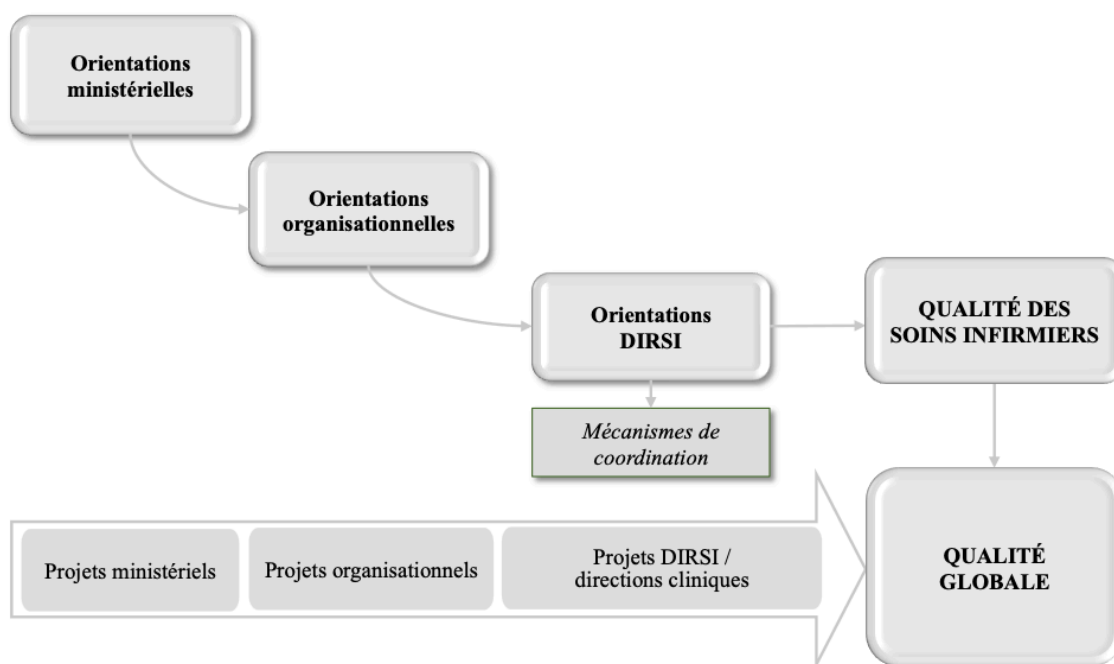 Orientations
ministérielles
Orientations
organisationnelles
Orientations
DIRSI
QUALITÉ DES
SOINS INFIRMIERS
Mécanismes de
coordination
Projets ministériels
Projets organisationnels
Projets DIRSI /
directions cliniques
QUALITÉ
GLOBALE